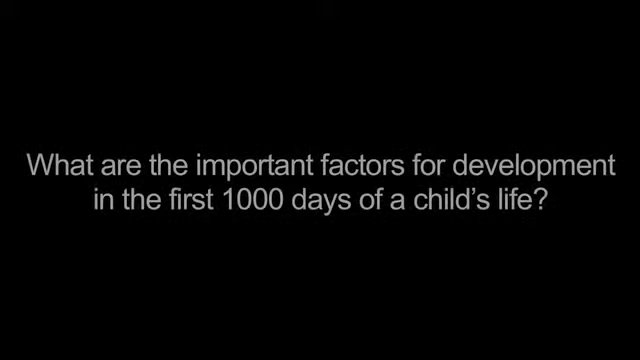 What are the important factors for development
in the first 1000 days of a child’s life?